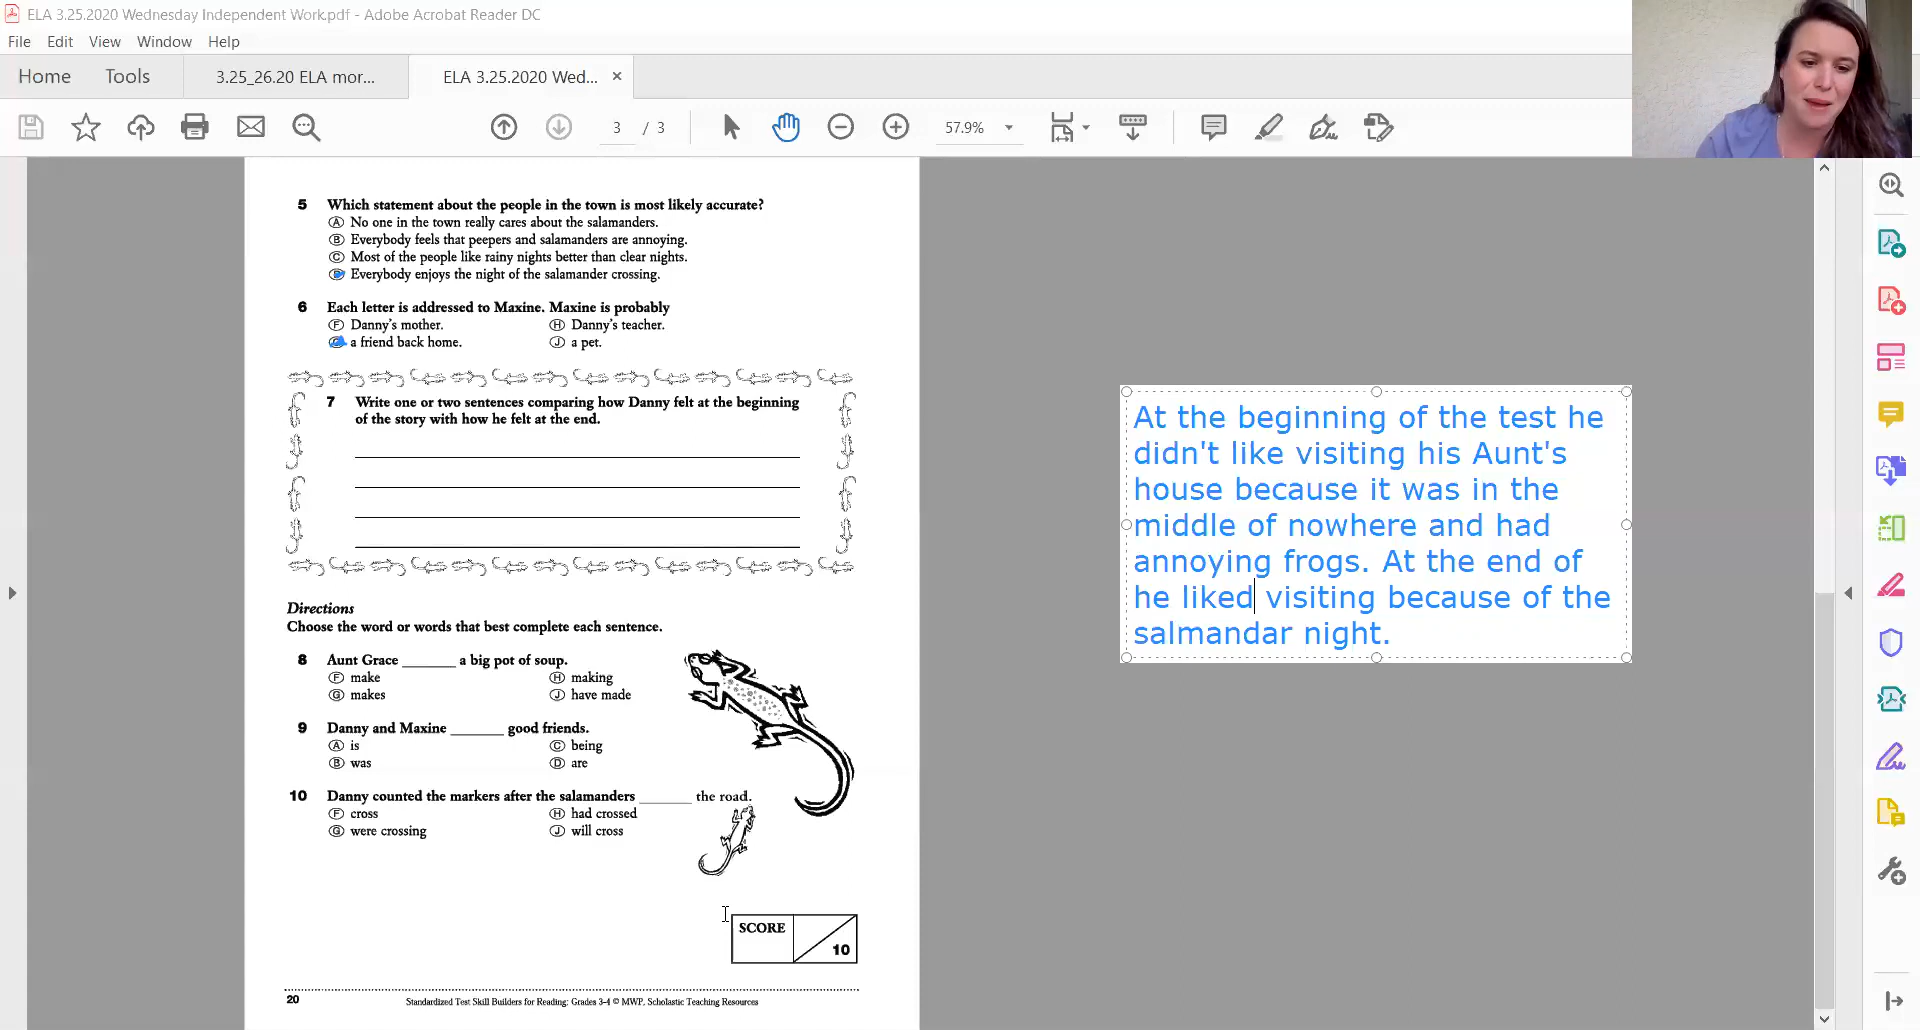 ELA 3.25.2020 Wednesday Independent Work.pdf - Adobe Acrobat Reader DC
File Edit View Window Help
Home Tools 3.25_26.20 ELA mor... ELA 3.25.2020 Wed... ×
3 / 3 57.9%
5 Which statement about the people in the town is most likely accurate?
Ⓐ No one in the town really cares about the salamanders.
Ⓑ Everybody feels that peepers and salamanders are annoying.
Ⓒ Most of the people like rainy nights better than clear nights.
Everybody enjoys the night of the salamander crossing.
6 Each letter is addressed to Maxine. Maxine is probably
Ⓕ Danny's mother. Ⓗ Danny's teacher.
a friend back home. Ⓙ a pet.
7 Write one or two sentences comparing how Danny felt at the beginning
of the story with how he felt at the end.
Directions
Choose the word or words that best complete each sentence.
8 Aunt Grace _______ a big pot of soup.
Ⓕ make Ⓗ making
Ⓖ makes Ⓙ have made
9 Danny and Maxine _______ good friends.
Ⓐ is Ⓒ being
Ⓑ was Ⓓ are
10 Danny counted the markers after the salamanders _______ the road.
Ⓕ cross Ⓗ had crossed
Ⓖ were crossing Ⓙ will cross
SCORE
10
20 Standardized Test Skill Builders for Reading: Grades 3-4 © MWP, Scholastic Teaching Resources
At the beginning of the test he
didn't like visiting his Aunt's
house because it was in the
middle of nowhere and had
annoying frogs. At the end of
he liked visiting because of the
salmandar night.